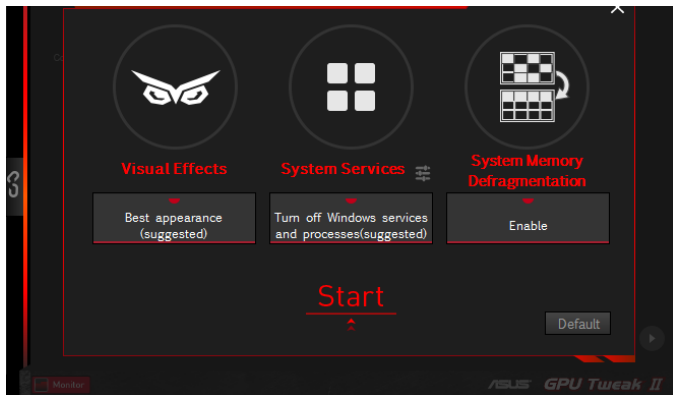 Visual Effects
System Services
System Memory
Defragmentation
Best appearance
(suggested)
Turn off Windows services
and processes(suggested)
Enable
Start
Default
Monitor
ASUS GPU Tweak II